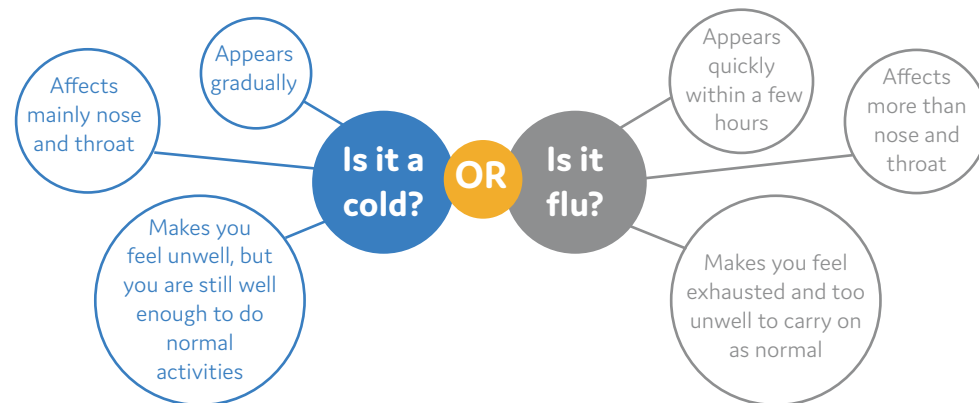 Affects
mainly nose
and throat
Appears
gradually
Makes you
feel unwell, but
you are still well
enough to do
normal
activities
Is it a
cold?
OR
Is it
flu?
Appears
quickly
within a few
hours
Affects
more than
nose and
throat
Makes you feel
exhausted and too
unwell to carry on
as normal